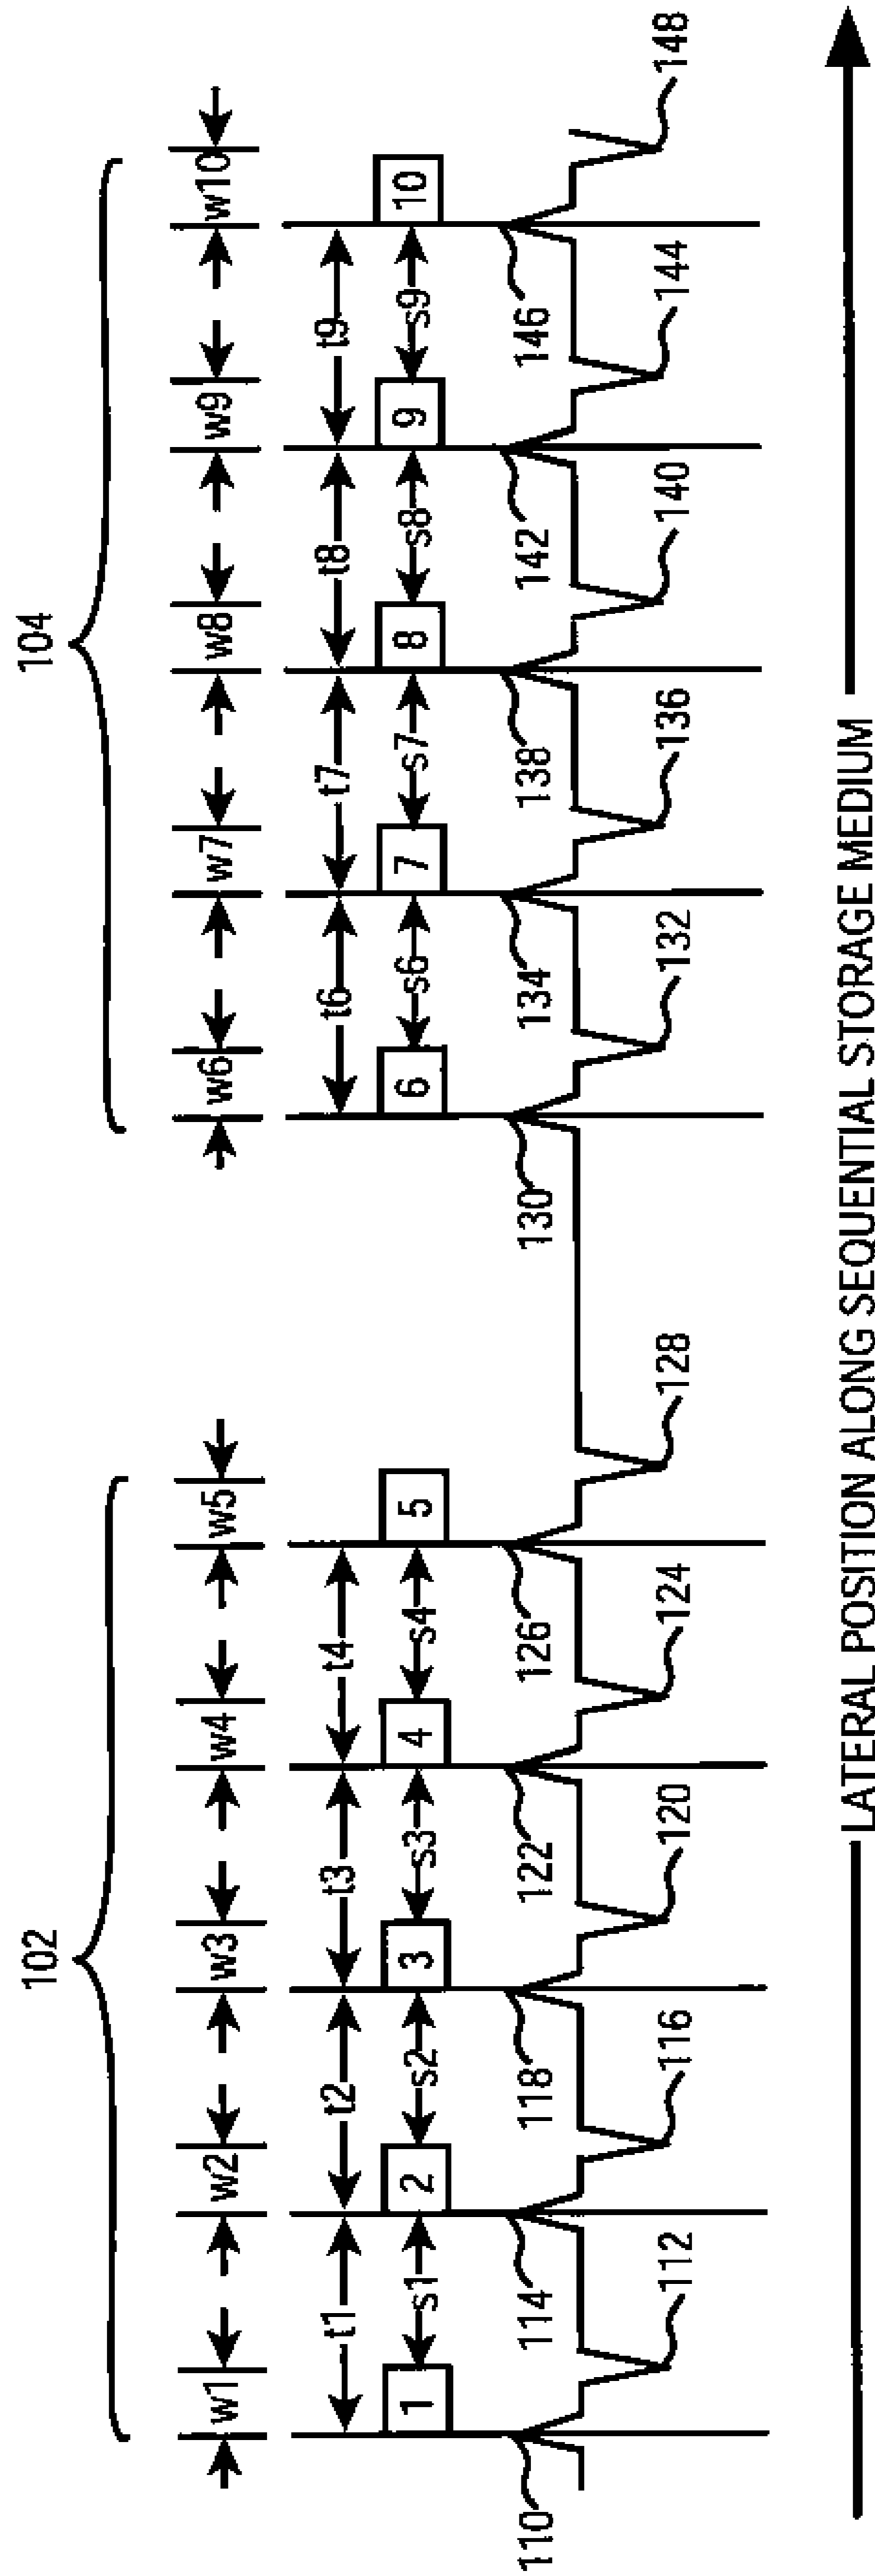 102 104
w1 w2 w3 w4 w5 w6 w7 w8 w9 w10
t1 t2 t3 t4 t6 t7 t8 t9
1 s1 2 s2 3 s3 4 s4 5 6 s6 7 s7 8 s8 9 s9 10
110 114 118 122 126 130 134 138 142 146
112 116 120 124 128 132 136 140 144 148
LATERAL POSITION ALONG SEQUENTIAL STORAGE MEDIUM